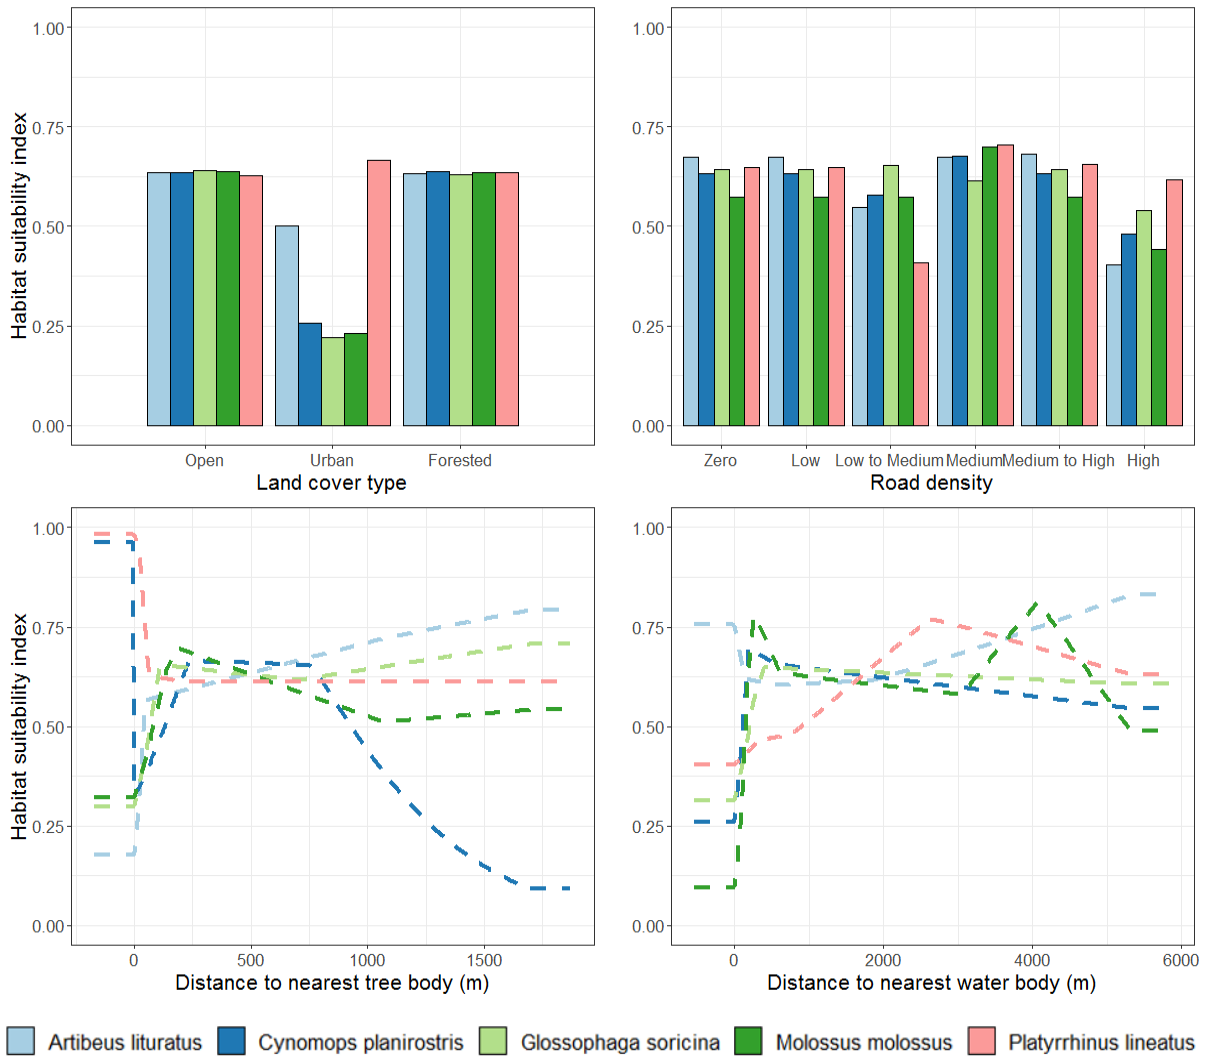 Habitat suitability index
1.00
0.75
0.50
0.25
0.00
Open Urban Forested
Land cover type
1.00
0.75
0.50
0.25
0.00
Zero Low Low to Medium Medium Medium to High High
Road density
Habitat suitability index
1.00
0.75
0.50
0.25
0.00
0 500 1000 1500
Distance to nearest tree body (m)
1.00
0.75
0.50
0.25
0.00
0 2000 4000 6000
Distance to nearest water body (m)
Artibeus lituratus Cynomops planirostris Glossophaga soricina Molossus molossus Platyrrhinus lineatus